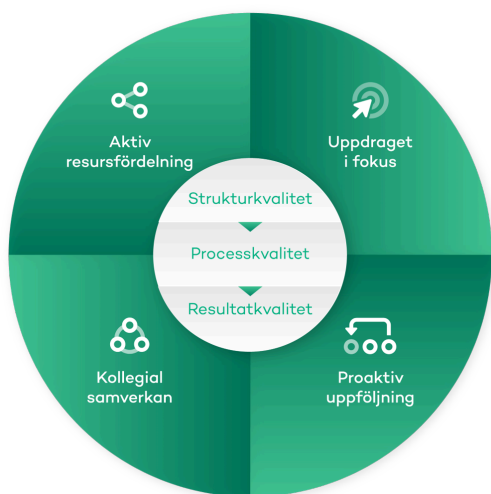 Aktiv
resursfördelning
Uppdraget
i fokus
Strukturkvalitet
Processkvalitet
Resultatkvalitet
Kollegial
samverkan
Proaktiv
uppföljning